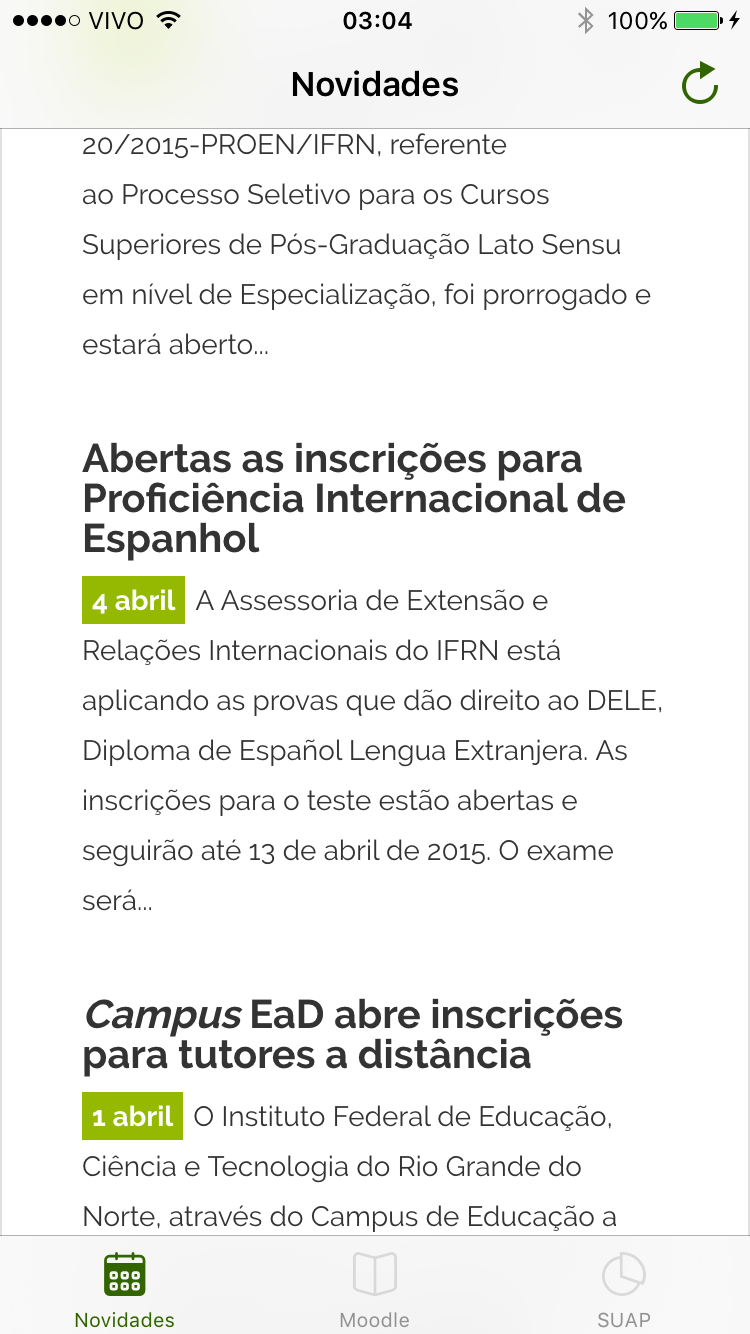 VIVO 03:04 100%
Novidades
20/2015-PROEN/IFRN, referente
ao Processo Seletivo para os Cursos
Superiores de Pós-Graduação Lato Sensu
em nível de Especialização, foi prorrogado e
estará aberto...
Abertas as inscrições para
Proficiência Internacional de
Espanhol
4 abril A Assessoria de Extensão e
Relações Internacionais do IFRN está
aplicando as provas que dão direito ao DELE,
Diploma de Español Lengua Extranjera. As
inscrições para o teste estão abertas e
seguirão até 13 de abril de 2015. O exame
será...
Campus EaD abre inscrições
para tutores a distância
1 abril O Instituto Federal de Educação,
Ciência e Tecnologia do Rio Grande do
Norte, através do Campus de Educação a
Novidades Moodle SUAP